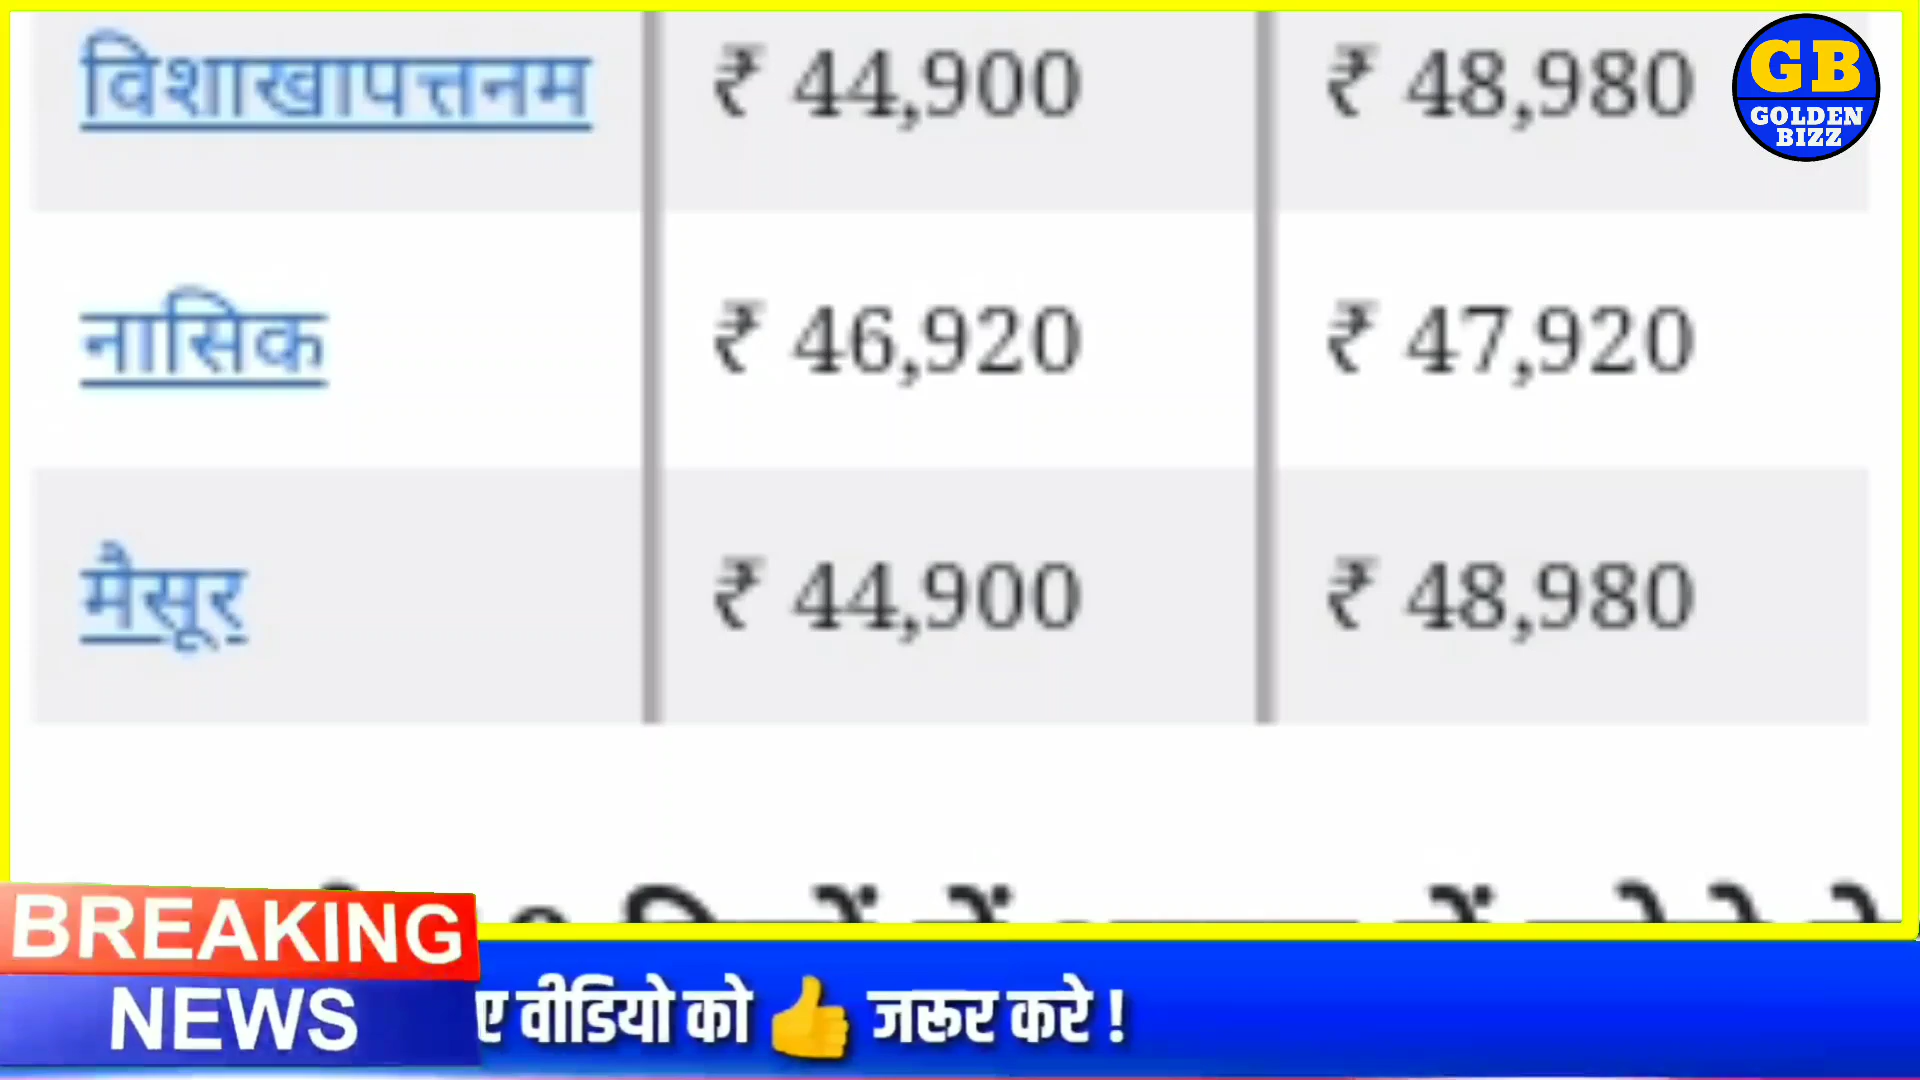 विशाखापत्तनम ₹ 44,900 ₹ 48,980
GB
GOLDEN
BIZZ
नासिक ₹ 46,920 ₹ 47,920
मैसूर ₹ 44,900 ₹ 48,980
BREAKING
NEWS
ए वीडियो को 👍 जरूर करे !